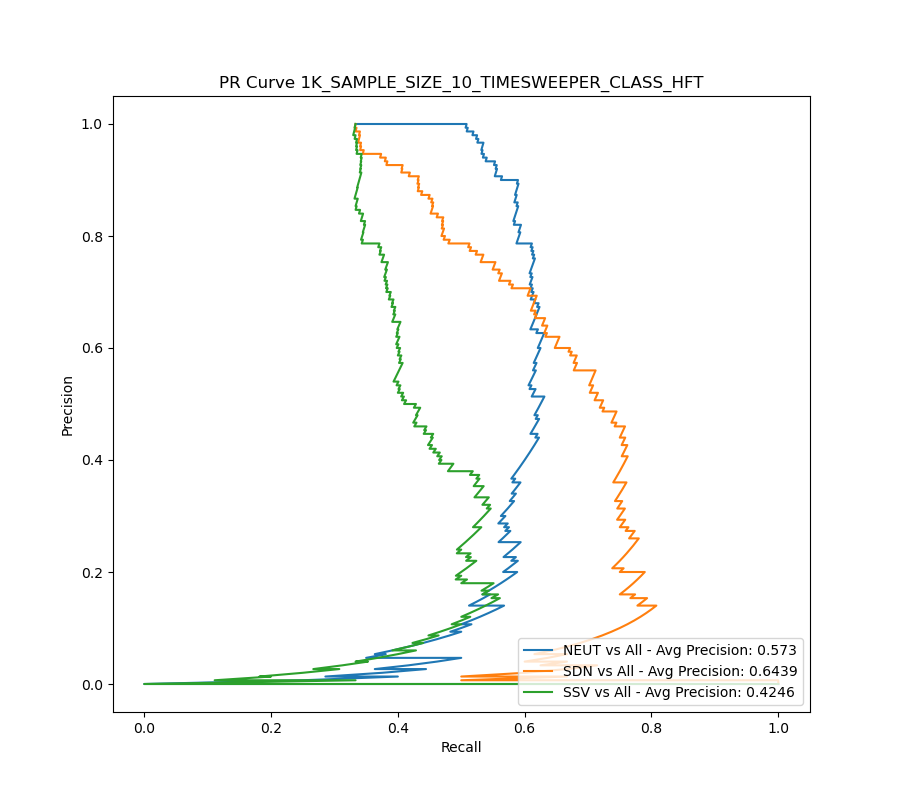 PR Curve 1K_SAMPLE_SIZE_10_TIMESWEEPER_CLASS_HFT
1.0
0.8
0.6
0.4
0.2
0.0
Precision
NEUT vs All - Avg Precision: 0.573
SDN vs All - Avg Precision: 0.6439
SSV vs All - Avg Precision: 0.4246
0.0 0.2 0.4 0.6 0.8 1.0
Recall